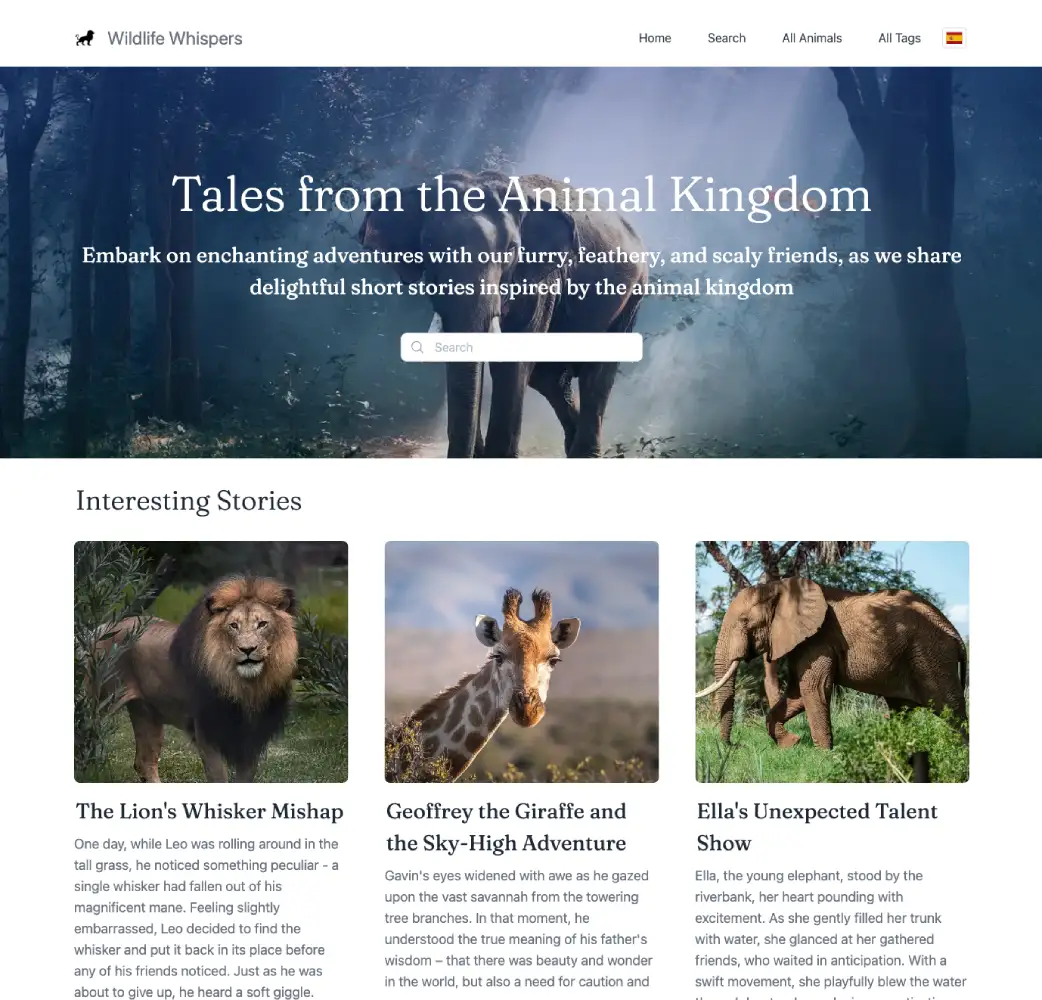 Wildlife Whispers
Home
Search
All Animals
All Tags
Tales from the Animal Kingdom
Embark on enchanting adventures with our furry, feathery, and scaly friends, as we share
delightful short stories inspired by the animal kingdom
Search
Interesting Stories
The Lion's Whisker Mishap
One day, while Leo was rolling around in the
tall grass, he noticed something peculiar - a
single whisker had fallen out of his
magnificent mane. Feeling slightly
embarrassed, Leo decided to find the
whisker and put it back in its place before
any of his friends noticed. Just as he was
about to give up, he heard a soft giggle.
Geoffrey the Giraffe and
the Sky-High Adventure
Gavin's eyes widened with awe as he gazed
upon the vast savannah from the towering
tree branches. In that moment, he
understood the true meaning of his father's
wisdom – that there was beauty and wonder
in the world, but also a need for caution and
Ella's Unexpected Talent
Show
Ella, the young elephant, stood by the
riverbank, her heart pounding with
excitement. As she gently filled her trunk
with water, she glanced at her gathered
friends, who waited in anticipation. With a
swift movement, she playfully blew the water